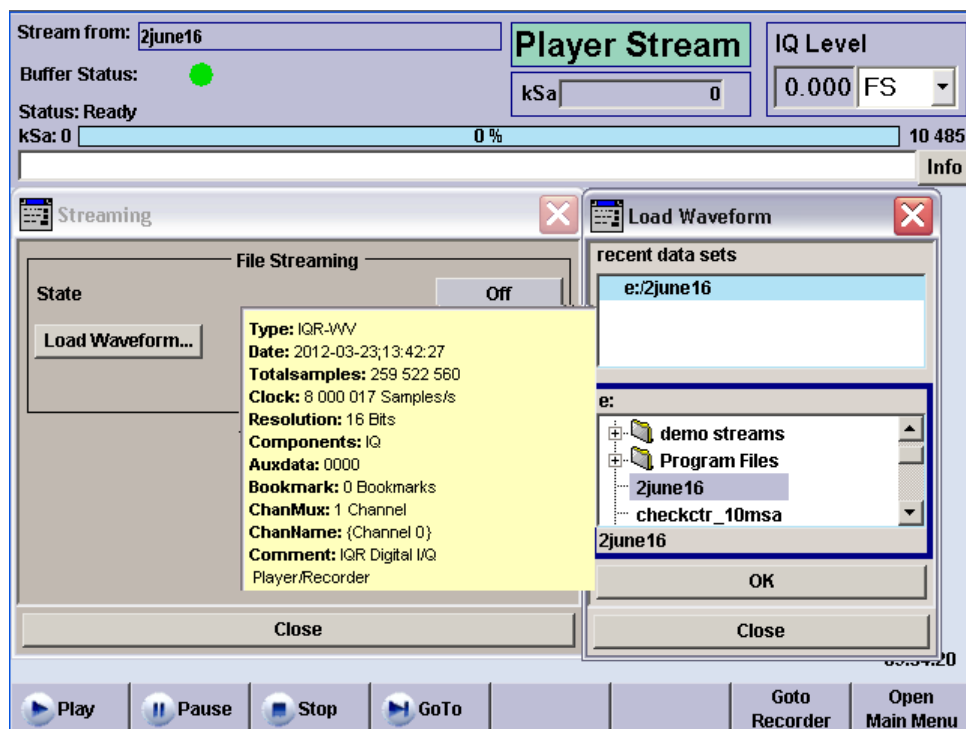 Stream from: 2june16
Player Stream
IQ Level
Buffer Status:
kSa 0
0.000 FS
Status: Ready
kSa: 0 0 % 10 485
Info
Streaming
File Streaming
State Off
Load Waveform...
Type: IQR-WV
Date: 2012-03-23;13:42:27
Totalsamples: 259 522 560
Clock: 8 000 017 Samples/s
Resolution: 16 Bits
Components: IQ
Auxdata: 0000
Bookmark: 0 Bookmarks
ChanMux: 1 Channel
ChanName: {Channel 0}
Comment: IQR Digital I/Q
Player/Recorder
Close
Load Waveform
recent data sets
e:/2june16
e:
demo streams
Program Files
2june16
checkctr_10msa
2june16
OK
Close
Play
Pause
Stop
GoTo
Goto
Recorder
Open
Main Menu